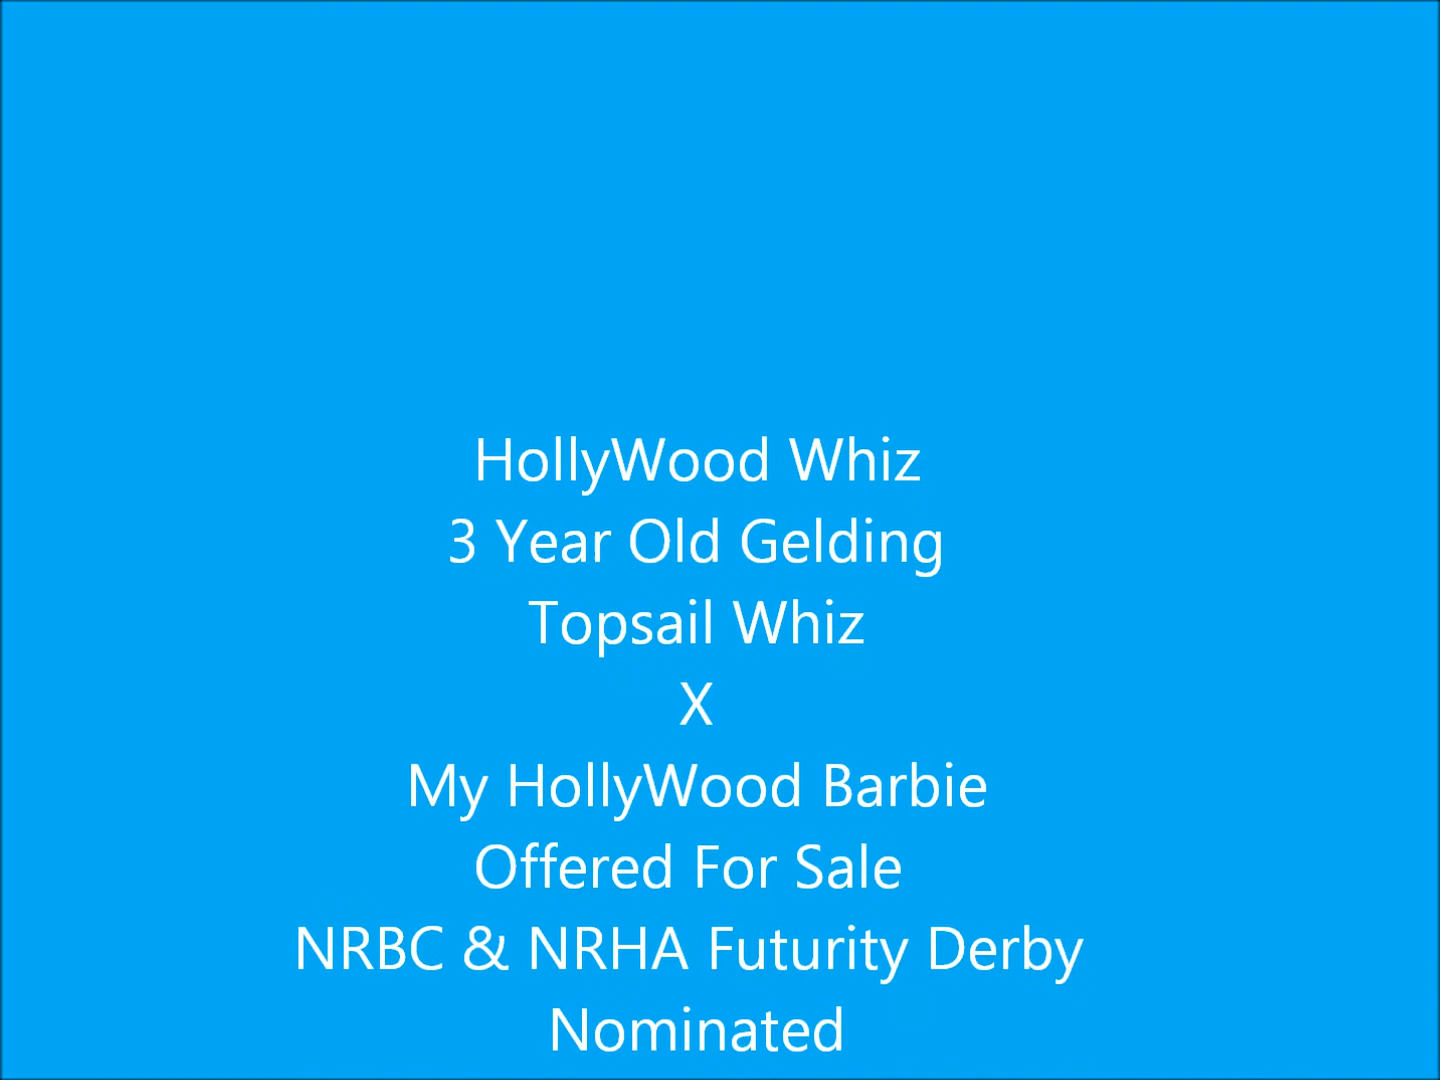 HollyWood Whiz
3 Year Old Gelding
Topsail Whiz
X
My HollyWood Barbie
Offered For Sale
NRBC & NRHA Futurity Derby
Nominated